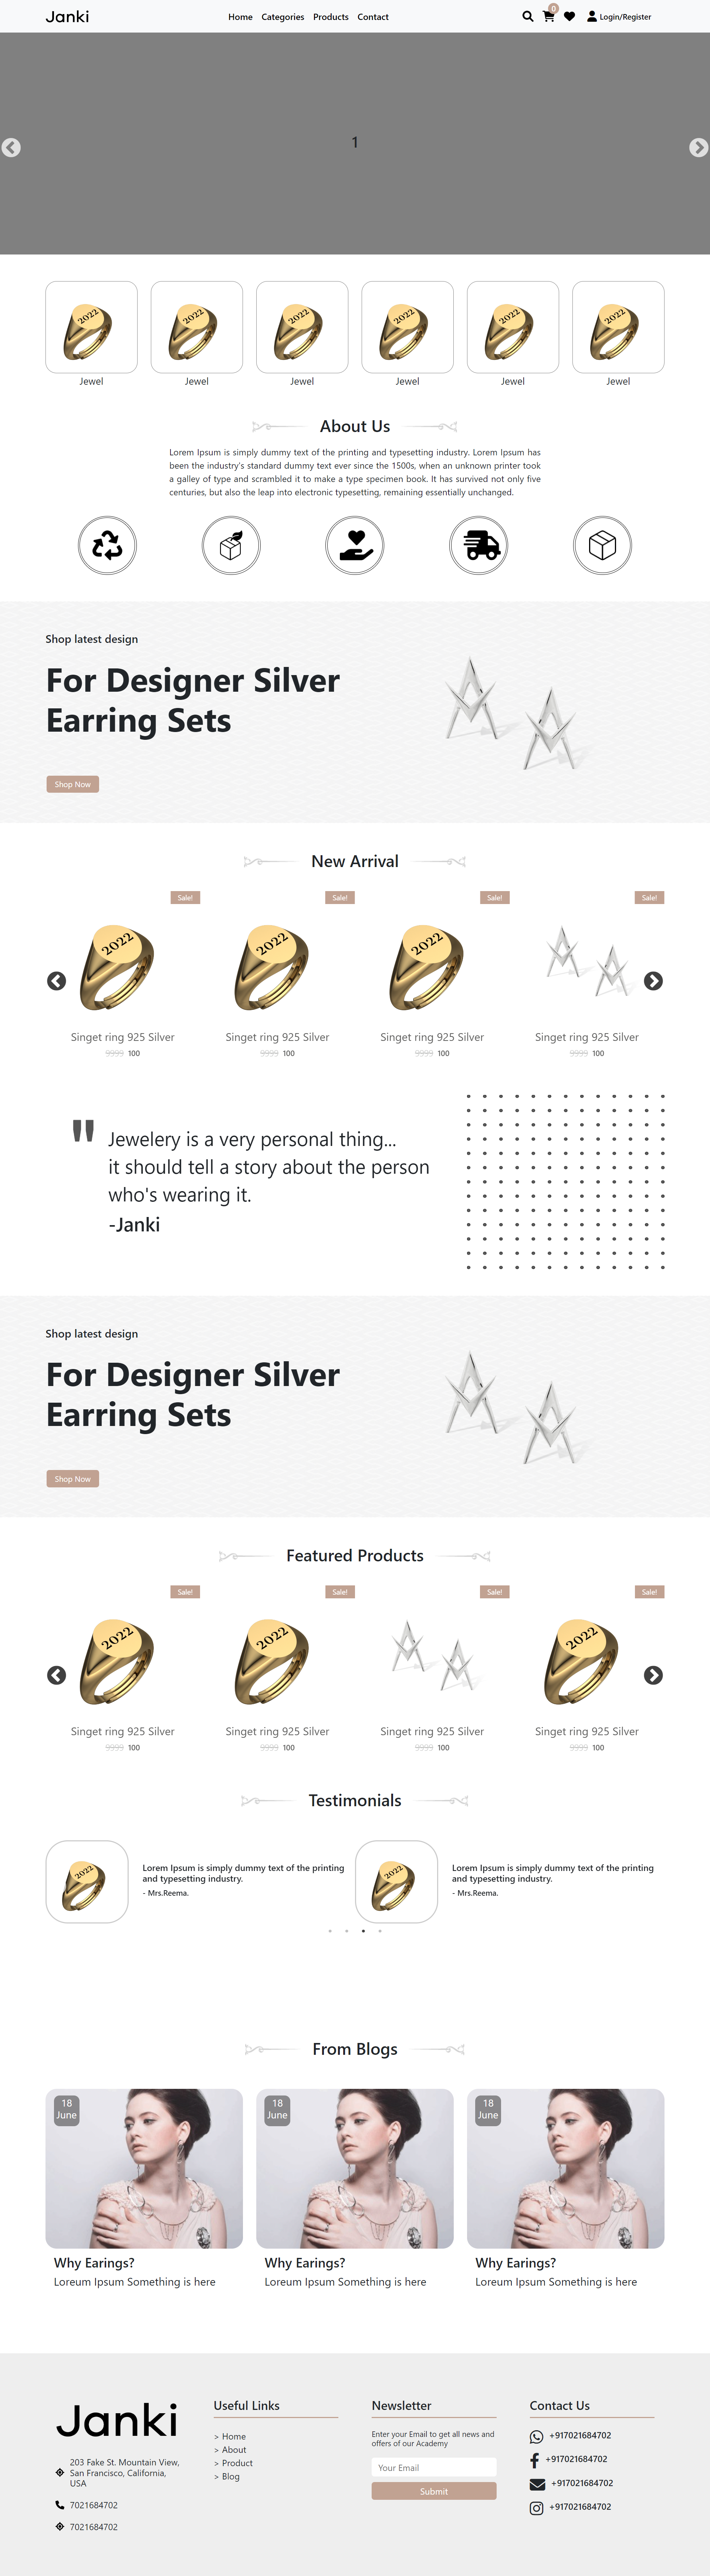 Janki
Home Categories Products Contact
0
Login/Register
1
2022 2022 2022 2022 2022 2022
Jewel Jewel Jewel Jewel Jewel Jewel
About Us
Lorem Ipsum is simply dummy text of the printing and typesetting industry. Lorem Ipsum has
been the industry's standard dummy text ever since the 1500s, when an unknown printer took
a galley of type and scrambled it to make a type specimen book. It has survived not only five
centuries, but also the leap into electronic typesetting, remaining essentially unchanged.
Shop latest design
For Designer Silver
Earring Sets
Shop Now
New Arrival
Sale! Sale! Sale! Sale!
2022 2022 2022
Singet ring 925 Silver Singet ring 925 Silver Singet ring 925 Silver Singet ring 925 Silver
9999 100 9999 100 9999 100 9999 100
" Jewelery is a very personal thing...
it should tell a story about the person
who's wearing it.
-Janki
Shop latest design
For Designer Silver
Earring Sets
Shop Now
Featured Products
Sale! Sale! Sale! Sale!
2022 2022 2022
Singet ring 925 Silver Singet ring 925 Silver Singet ring 925 Silver Singet ring 925 Silver
9999 100 9999 100 9999 100 9999 100
Testimonials
2022
Lorem Ipsum is simply dummy text of the printing
and typesetting industry.
- Mrs.Reema.
2022
Lorem Ipsum is simply dummy text of the printing
and typesetting industry.
- Mrs.Reema.
From Blogs
18
June
Why Earings?
Loreum Ipsum Something is here
18
June
Why Earings?
Loreum Ipsum Something is here
18
June
Why Earings?
Loreum Ipsum Something is here
Janki
203 Fake St. Mountain View,
San Francisco, California,
USA
7021684702
7021684702
Useful Links
> Home
> About
> Product
> Blog
Newsletter
Enter your Email to get all news and
offers of our Academy
Your Email
Submit
Contact Us
+917021684702
+917021684702
+917021684702
+917021684702